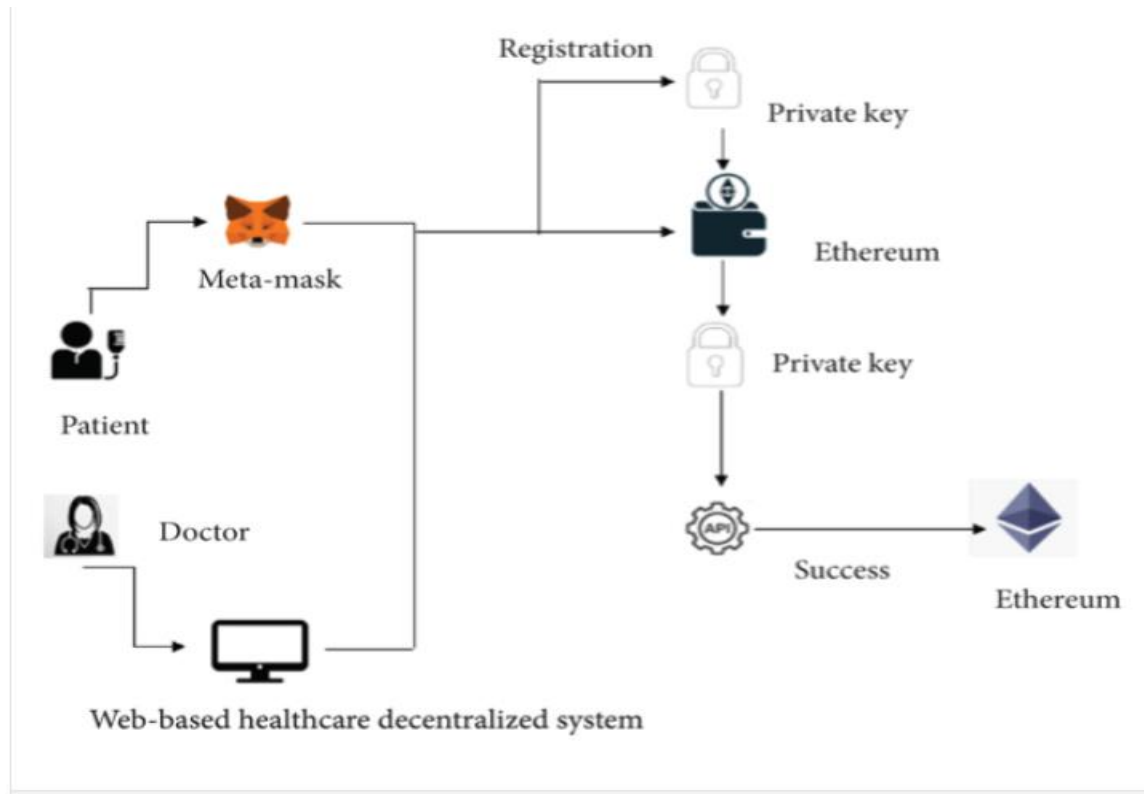 Registration
Private key
Meta-mask
Ethereum
Private key
Patient
Doctor
API
Success
Ethereum
Web-based healthcare decentralized system